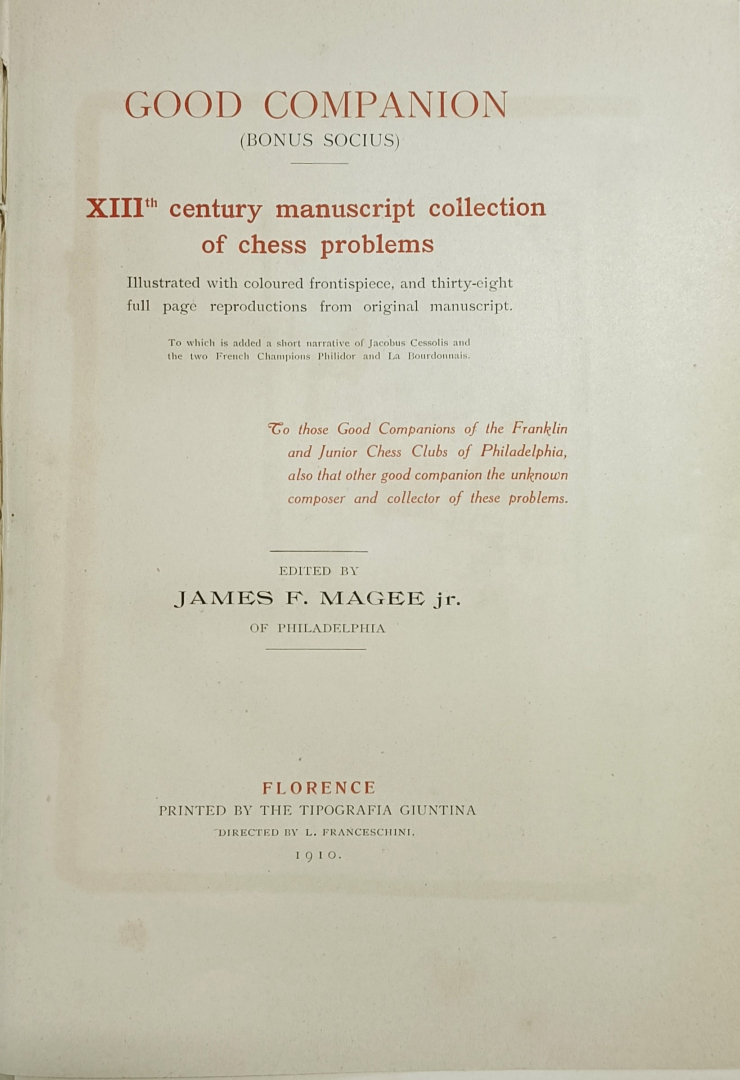 GOOD COMPANION
(BONUS SOCIUS)
XIIIth century manuscript collection
of chess problems
Illustrated with coloured frontispiece, and thirty-eight
full page reproductions from original manuscript.
To which is added a short narrative of Jacobus Cessolis and
the two French Champions Philidor and La Bourdonnais.
To those Good Companions of the Franklin
and Junior Chess Clubs of Philadelphia,
also that other good companion the unknown
composer and collector of these problems.
EDITED BY
JAMES F. MAGEE jr.
OF PHILADELPHIA
FLORENCE
PRINTED BY THE TIPOGRAFIA GIUNTINA
DIRECTED BY L. FRANCESCHINI.
1910.